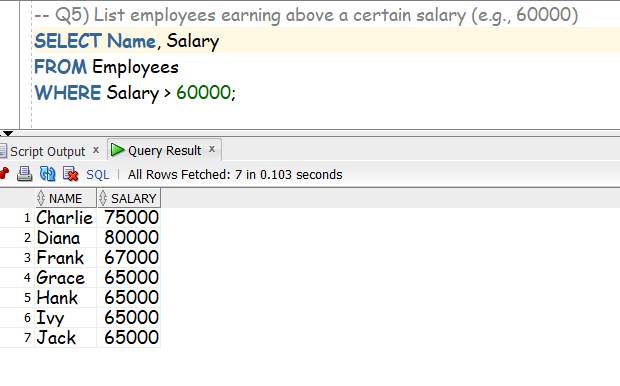 -- Q5) List employees earning above a certain salary (e.g., 60000)
SELECT Name, Salary
FROM Employees
WHERE Salary > 60000;
Script Output x Query Result x
SQL | All Rows Fetched: 7 in 0.103 seconds
NAME SALARY
1 Charlie 75000
2 Diana 80000
3 Frank 67000
4 Grace 65000
5 Hank 65000
6 Ivy 65000
7 Jack 65000